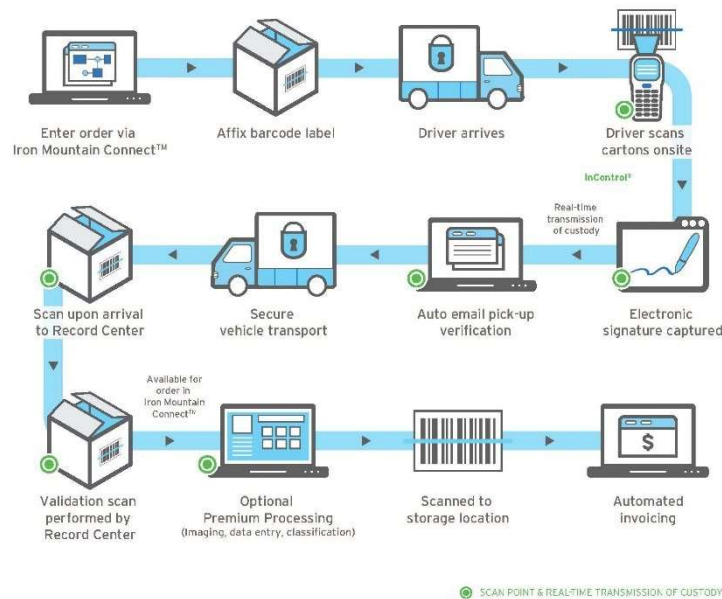 Enter order via
Iron Mountain Connect™
Affix barcode label
Driver arrives
Driver scans
cartons onsite
InControl®
Real-time
transmission
of custody
Scan upon arrival
to Record Center
Secure
vehicle transport
Auto email pick-up
verification
Electronic
signature captured
Available for
order in
Iron Mountain
Connect™
Validation scan
performed by
Record Center
Optional
Premium Processing
(Imaging, data entry, classification)
Scanned to
storage location
$
Automated
invoicing
SCAN POINT & REAL-TIME TRANSMISSION OF CUSTODY